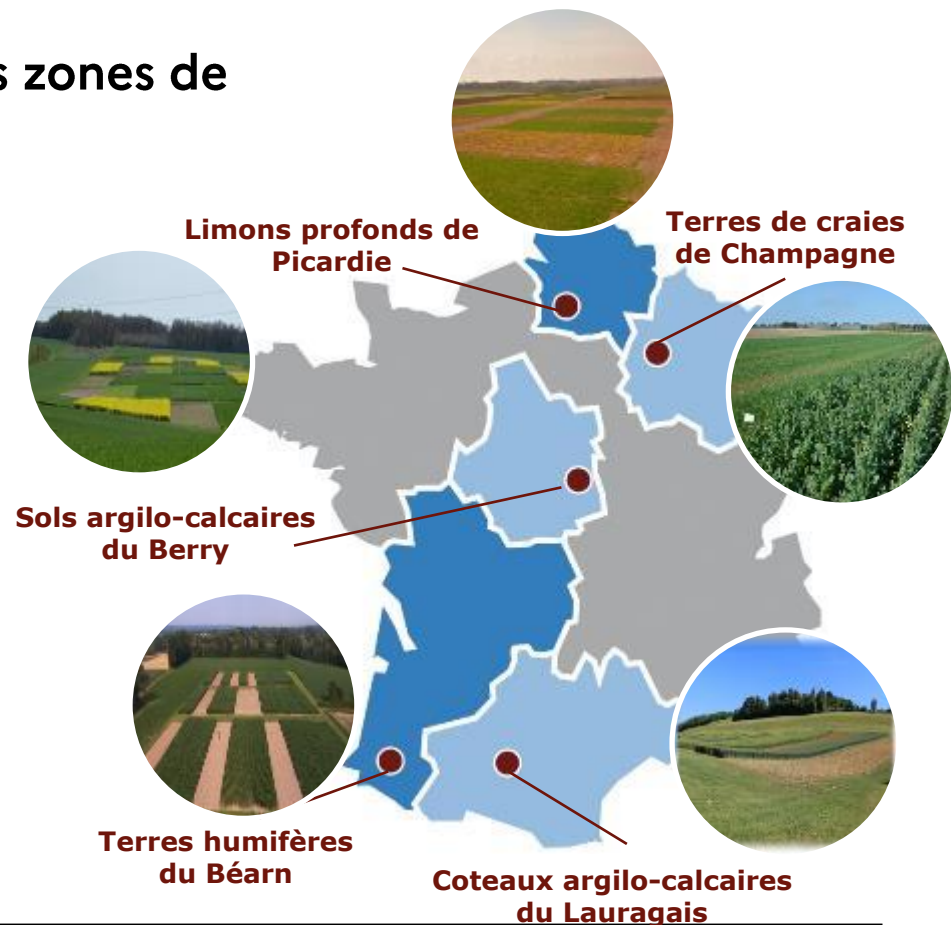 s zones de
Limons profonds de
Picardie
Terres de craies
de Champagne
Sols argilo-calcaires
du Berry
Terres humifères
du Béarn
Coteaux argilo-calcaires
du Lauragais